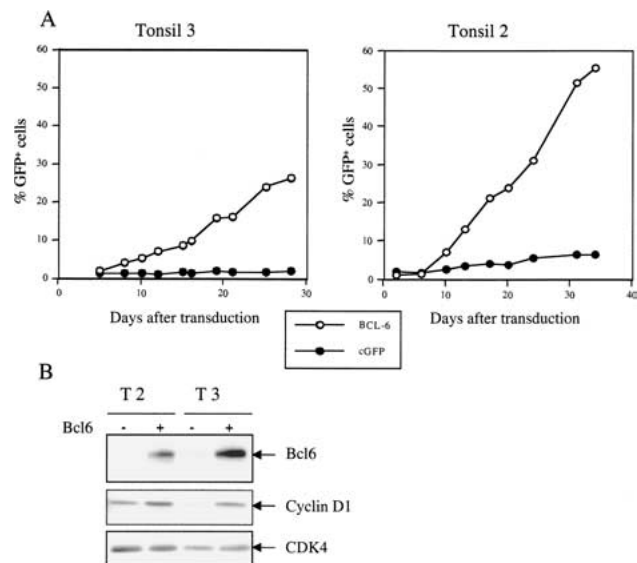 A
Tonsil 3
Tonsil 2
60
50
40
30
20
10
0
0
10
20
30
% GFP⁺ cells
Days after transduction
60
50
40
30
20
10
0
0
10
20
30
40
% GFP⁺ cells
Days after transduction
BCL-6
cGFP
B
T 2
T 3
Bcl6
-
+
-
+
Bcl6
Cyclin D1
CDK4